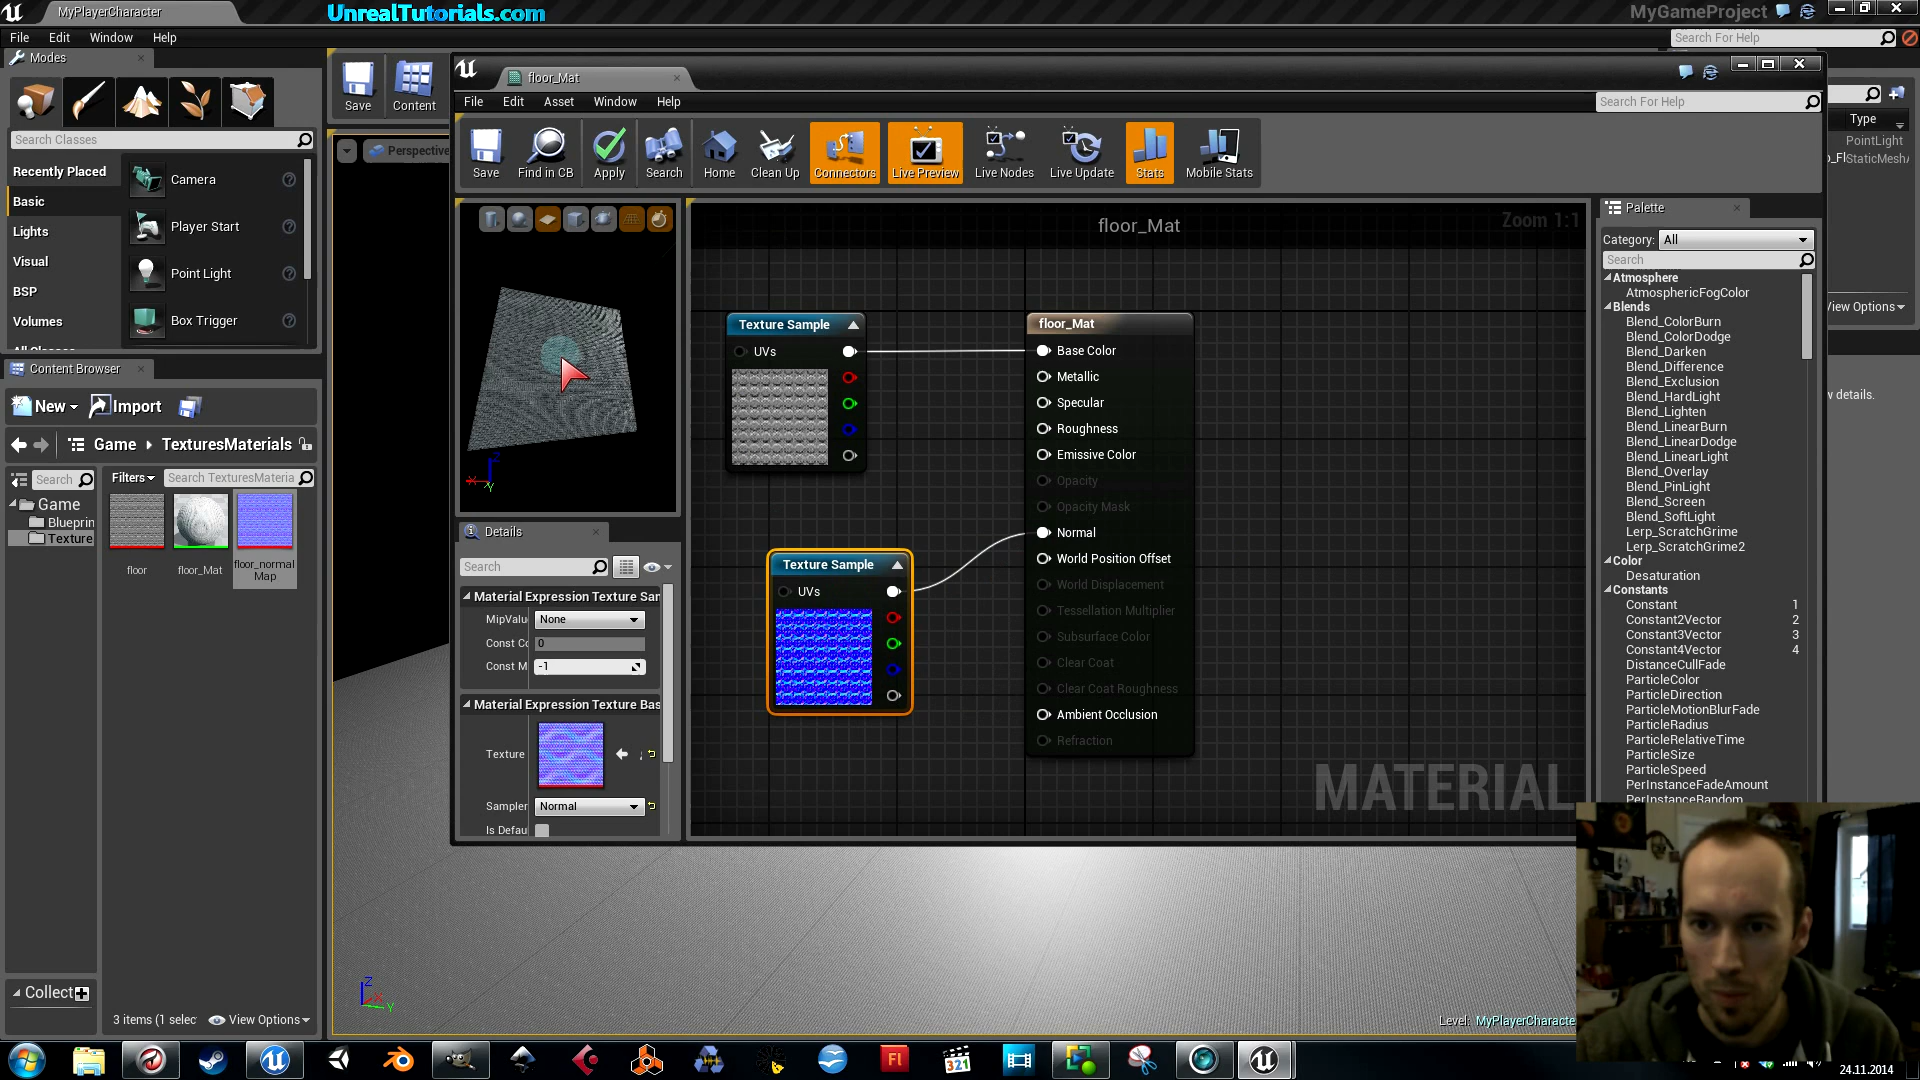 MyPlayerCharacter
UnrealTutorials.com
MyGameProject
File Edit Window Help
Search For Help
Modes
Search Classes
Recently Placed
Basic
Lights
Visual
BSP
Volumes
Camera
Player Start
Point Light
Box Trigger
Save
Content
Perspective
Content Browser
New
Import
Game
TexturesMaterials
Search
Filters
Search TexturesMateria
Game
Blueprin
Texture
floor
floor_Mat
floor_normal
Map
Collect
3 items (1 selec
View Options
floor_Mat
File Edit Asset Window Help
Search For Help
Save
Find in CB
Apply
Search
Home
Clean Up
Connectors
Live Preview
Live Nodes
Live Update
Stats
Mobile Stats
Details
Search
Material Expression Texture Sar
MipValu
None
Const Co
0
Const M
-1
Material Expression Texture Bas
Texture
Sampler
Normal
Is Defau
floor_Mat
Zoom 1:1
Texture Sample
UVs
Texture Sample
UVs
floor_Mat
Base Color
Metallic
Specular
Roughness
Emissive Color
Opacity
Opacity Mask
Normal
World Position Offset
World Displacement
Tessellation Multiplier
Subsurface Color
Clear Coat
Clear Coat Roughness
Ambient Occlusion
Refraction
MATERIAL
Palette
Category:
All
Search
Atmosphere
AtmosphericFogColor
Blends
Blend_ColorBurn
Blend_ColorDodge
Blend_Darken
Blend_Difference
Blend_Exclusion
Blend_HardLight
Blend_Lighten
Blend_LinearBurn
Blend_LinearDodge
Blend_LinearLight
Blend_Overlay
Blend_PinLight
Blend_Screen
Blend_SoftLight
Lerp_ScratchGrime
Lerp_ScratchGrime2
Color
Desaturation
Constants
Constant 1
Constant2Vector 2
Constant3Vector 3
Constant4Vector 4
DistanceCullFade
ParticleColor
ParticleDirection
ParticleMotionBlurFade
ParticleRadius
ParticleRelativeTime
ParticleSize
ParticleSpeed
PerInstanceFadeAmount
PerInstanceRandom
Type
PointLight
StaticMesh
View Options
details.
Level: MyPlayerCharacte
24.11.2014